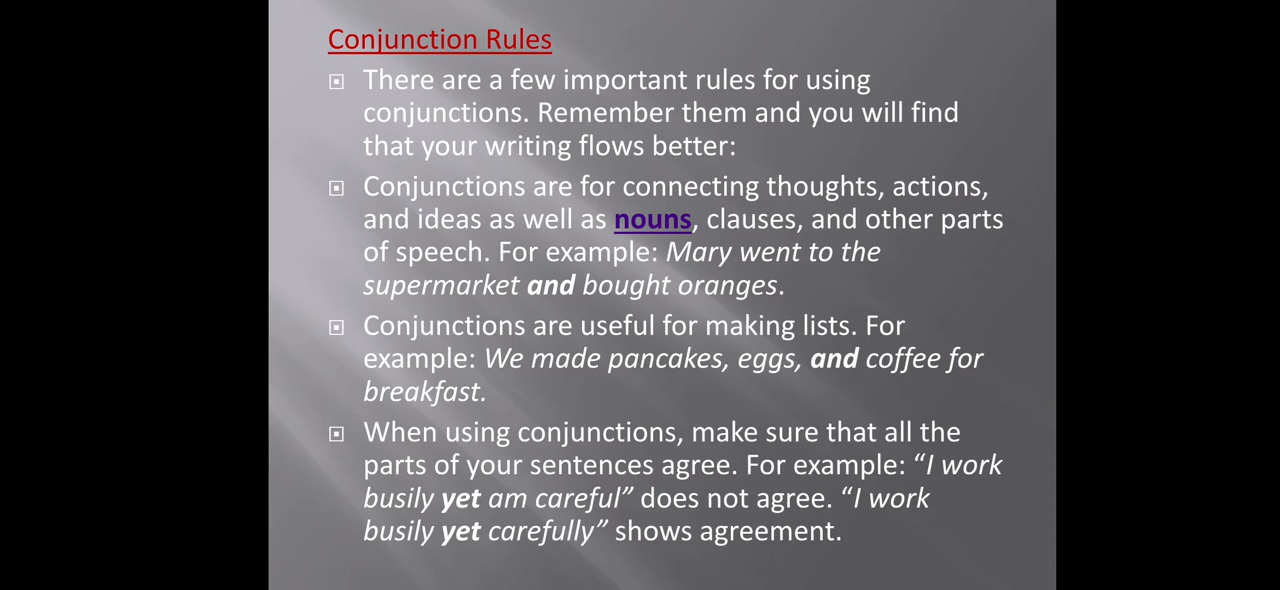 Conjunction Rules
There are a few important rules for using
conjunctions. Remember them and you will find
that your writing flows better:
Conjunctions are for connecting thoughts, actions,
and ideas as well as nouns, clauses, and other parts
of speech. For example: Mary went to the
supermarket and bought oranges.
Conjunctions are useful for making lists. For
example: We made pancakes, eggs, and coffee for
breakfast.
When using conjunctions, make sure that all the
parts of your sentences agree. For example: “I work
busily yet am careful” does not agree. “I work
busily yet carefully” shows agreement.